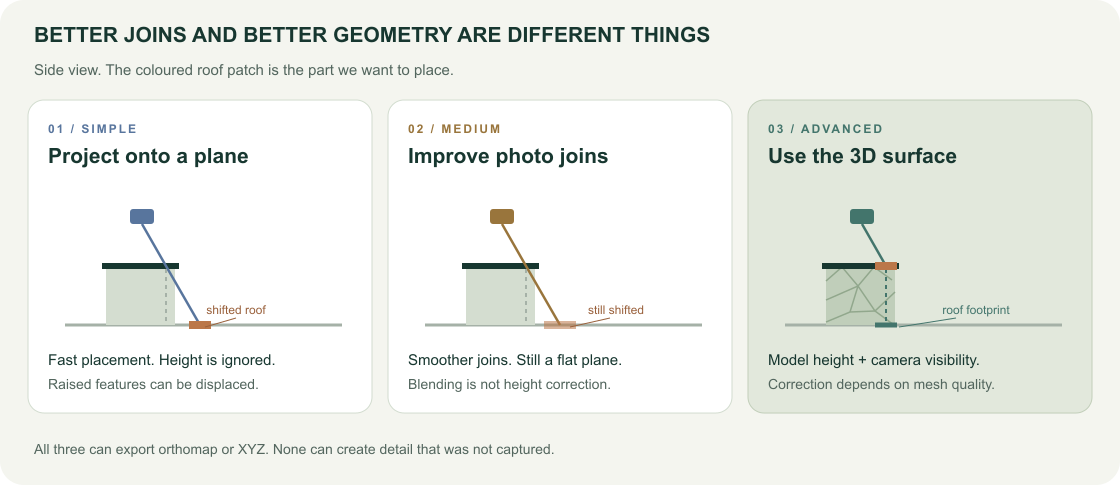 BETTER JOINS AND BETTER GEOMETRY ARE DIFFERENT THINGS
Side view. The coloured roof patch is the part we want to place.
01 / SIMPLE
Project onto a plane
shifted roof
Fast placement. Height is ignored.
Raised features can be displaced.
02 / MEDIUM
Improve photo joins
still shifted
Smoother joins. Still a flat plane.
Blending is not height correction.
03 / ADVANCED
Use the 3D surface
roof footprint
Model height + camera visibility.
Correction depends on mesh quality.
All three can export orthomap or XYZ. None can create detail that was not captured.